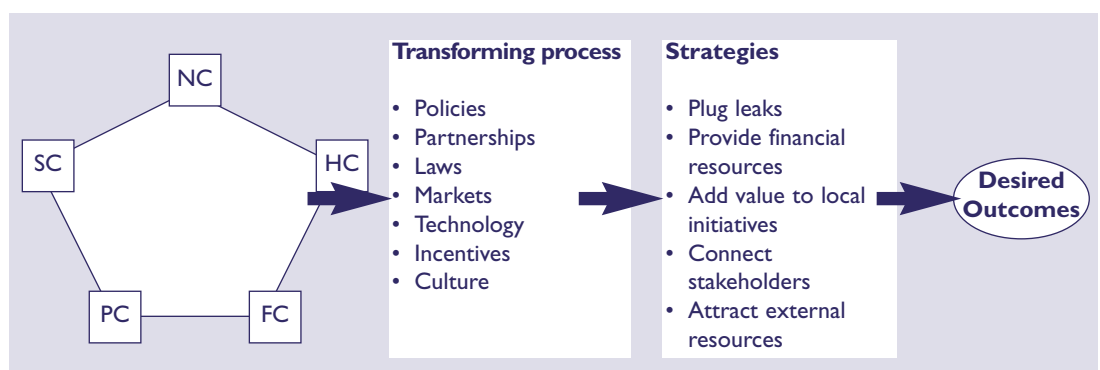 NC
SC
HC
PC
FC
Transforming process
• Policies
• Partnerships
• Laws
• Markets
• Technology
• Incentives
• Culture
Strategies
• Plug leaks
• Provide financial
resources
• Add value to local
initiatives
• Connect
stakeholders
• Attract external
resources
Desired
Outcomes